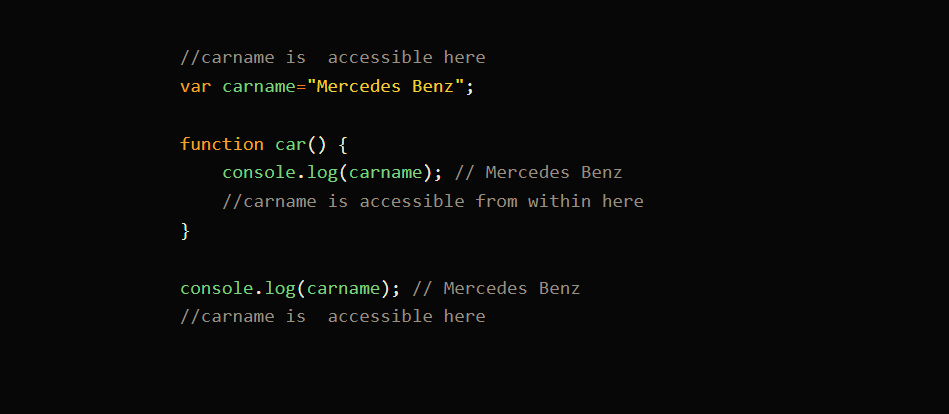 //carname is  accessible here
var carname="Mercedes Benz";
function car() {
console.log(carname); // Mercedes Benz
//carname is accessible from within here
}
console.log(carname); // Mercedes Benz
//carname is  accessible here